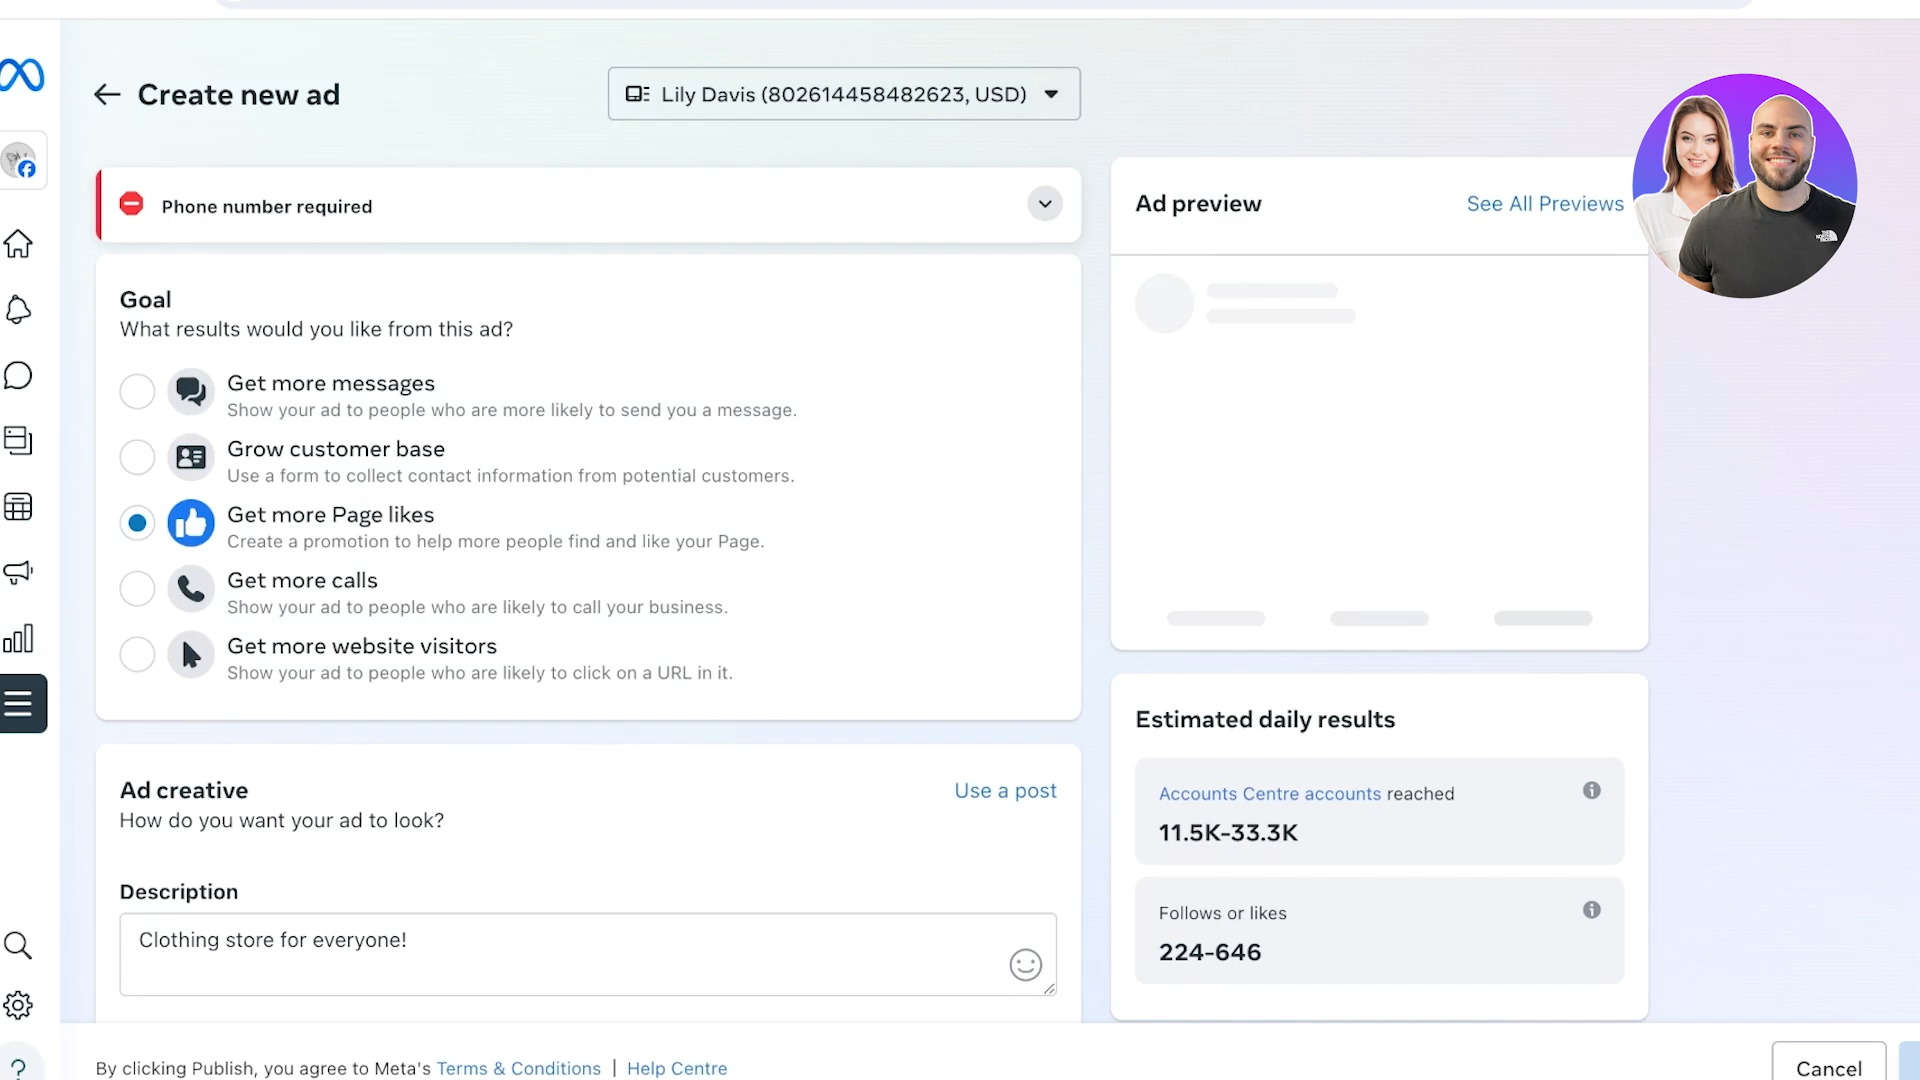 Create new ad
Lily Davis (802614458482623, USD)
Phone number required
Goal
What results would you like from this ad?
Get more messages
Show your ad to people who are more likely to send you a message.
Grow customer base
Use a form to collect contact information from potential customers.
Get more Page likes
Create a promotion to help more people find and like your Page.
Get more calls
Show your ad to people who are likely to call your business.
Get more website visitors
Show your ad to people who are likely to click on a URL in it.
Ad creative
Use a post
How do you want your ad to look?
Description
Clothing store for everyone!
Ad preview
See All Previews
Estimated daily results
Accounts Centre accounts reached
11.5K-33.3K
Follows or likes
224-646
By clicking Publish, you agree to Meta's Terms & Conditions | Help Centre
Cancel